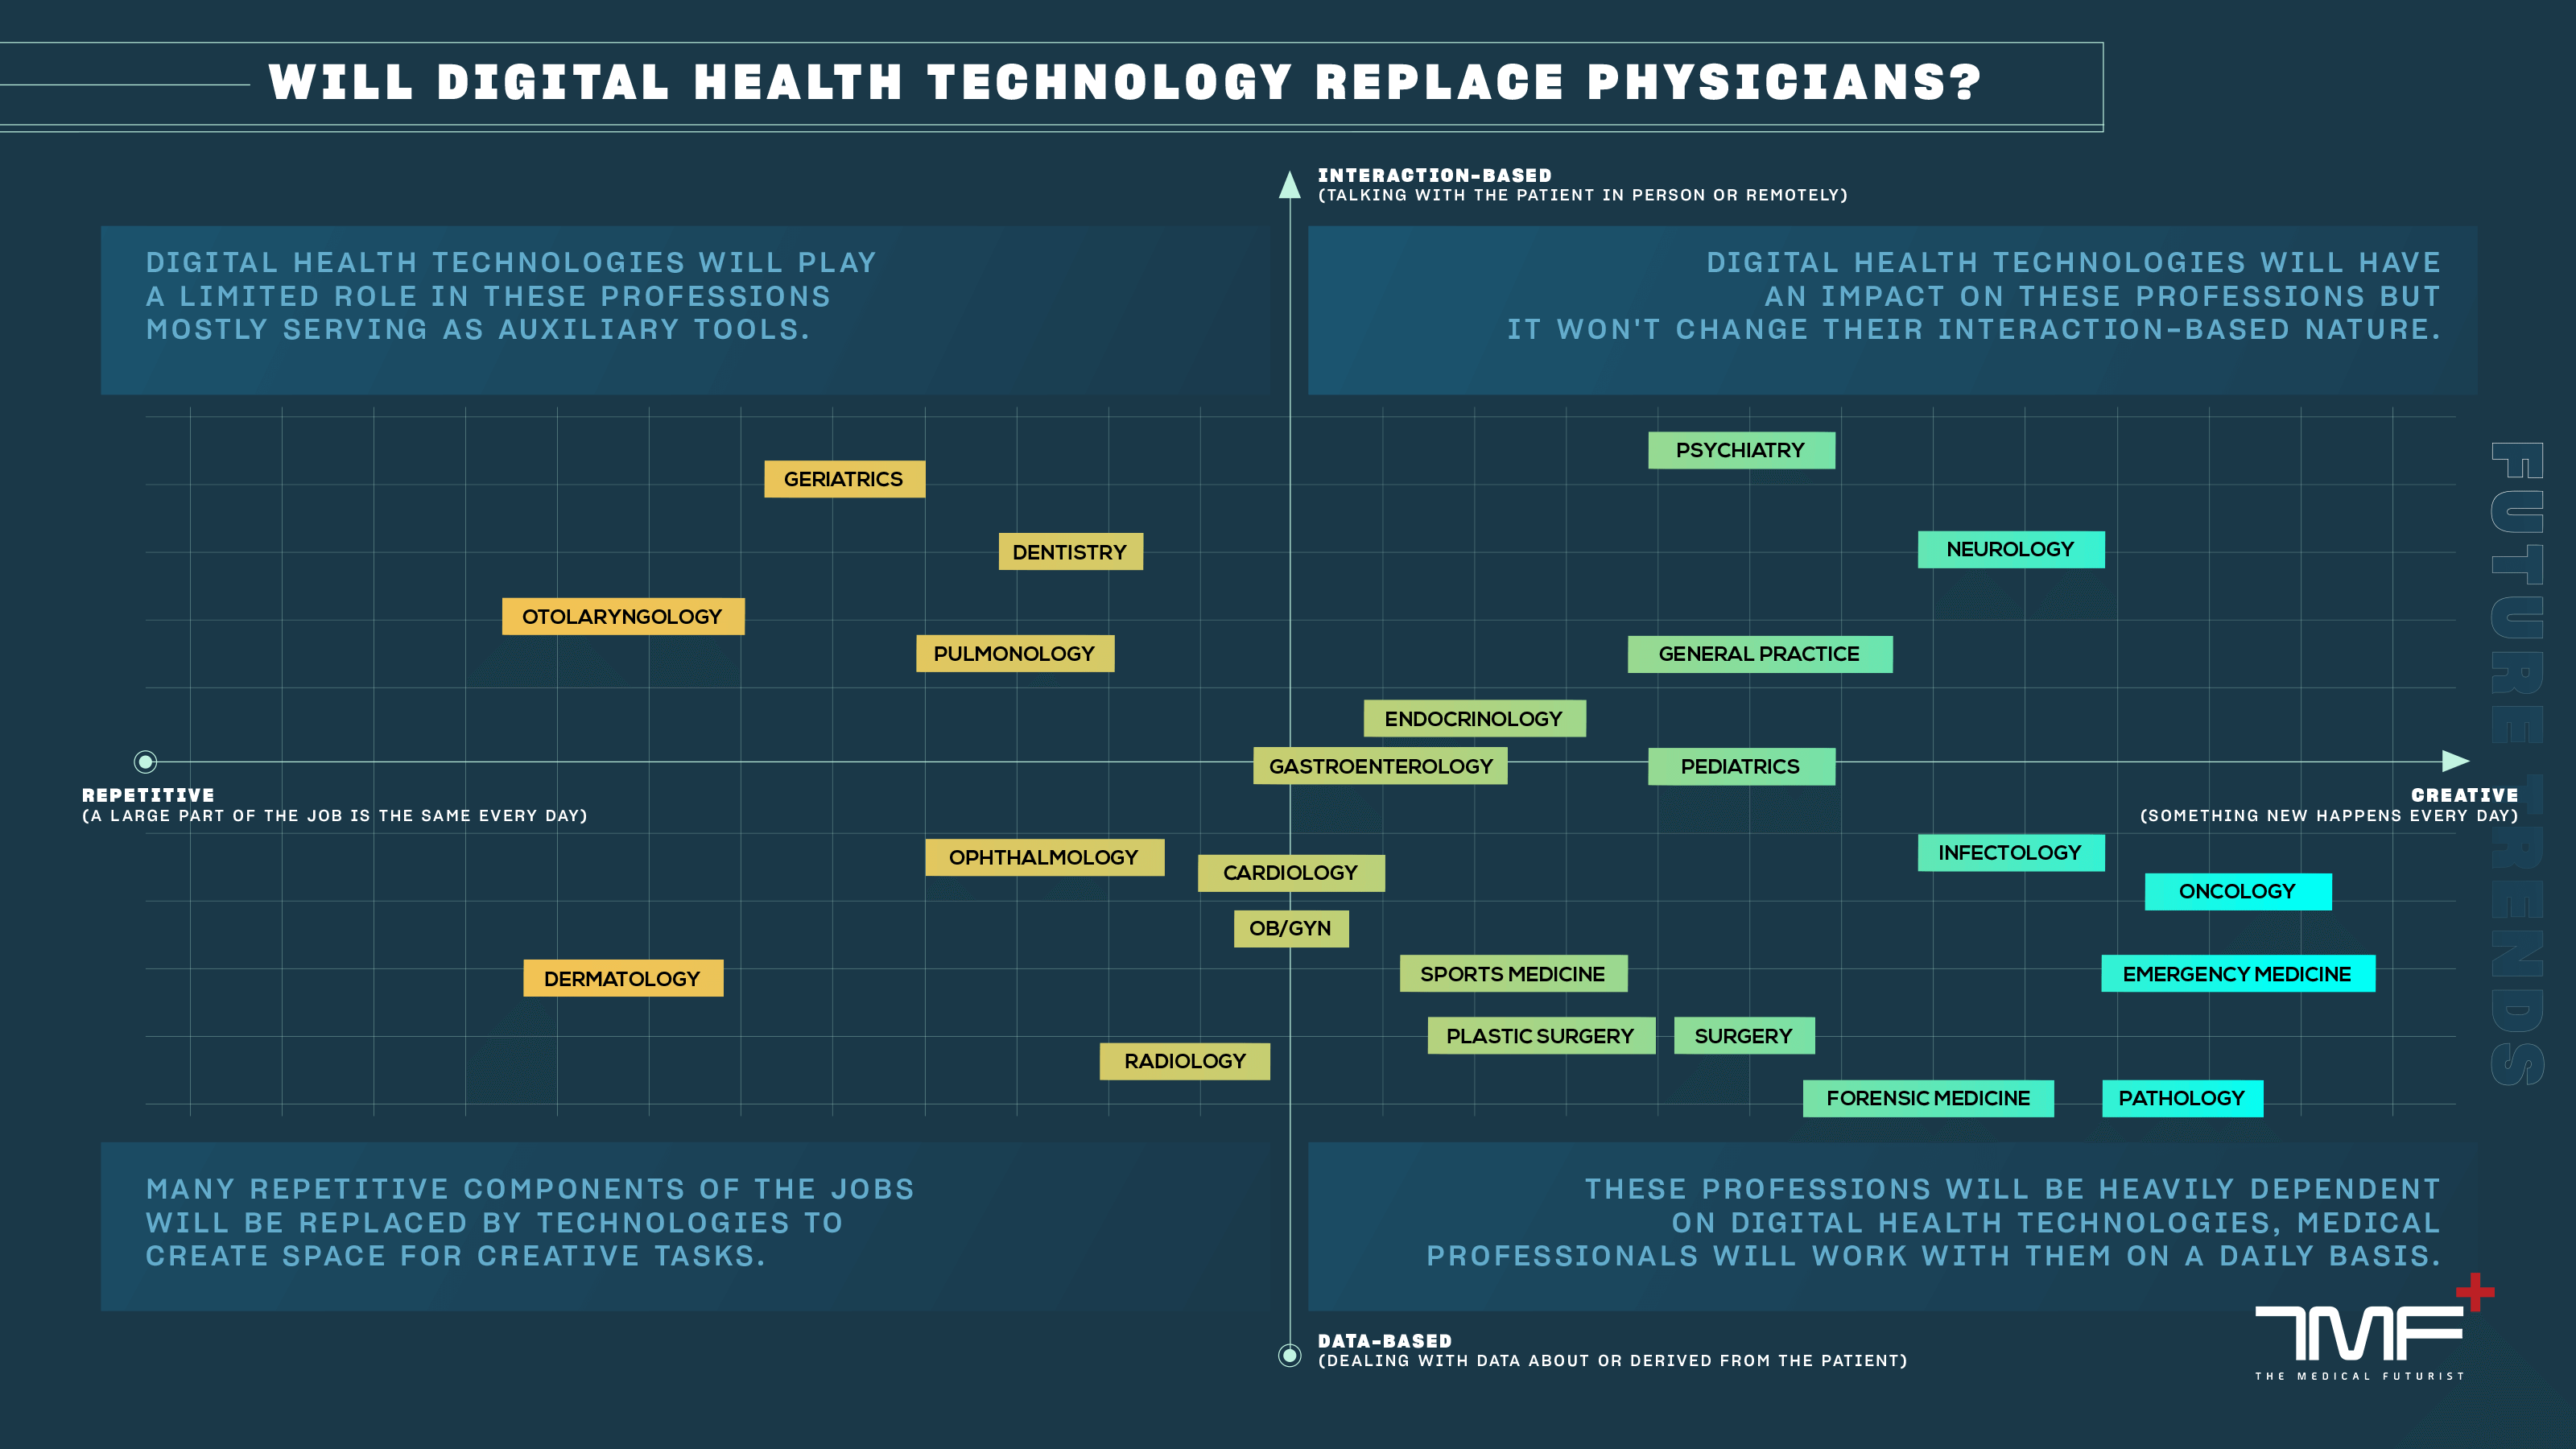 WILL DIGITAL HEALTH TECHNOLOGY REPLACE PHYSICIANS?
INTERACTION-BASED
(TALKING WITH THE PATIENT IN PERSON OR REMOTELY)
DIGITAL HEALTH TECHNOLOGIES WILL PLAY
A LIMITED ROLE IN THESE PROFESSIONS
MOSTLY SERVING AS AUXILIARY TOOLS.
DIGITAL HEALTH TECHNOLOGIES WILL HAVE
AN IMPACT ON THESE PROFESSIONS BUT
IT WON'T CHANGE THEIR INTERACTION-BASED NATURE.
PSYCHIATRY
GERIATRICS
NEUROLOGY
DENTISTRY
OTOLARYNGOLOGY
PULMONOLOGY
GENERAL PRACTICE
ENDOCRINOLOGY
GASTROENTEROLOGY
PEDIATRICS
REPETITIVE
(A LARGE PART OF THE JOB IS THE SAME EVERY DAY)
CREATIVE
(SOMETHING NEW HAPPENS EVERY DAY)
INFECTOLOGY
OPHTHALMOLOGY
CARDIOLOGY
ONCOLOGY
OB/GYN
SPORTS MEDICINE
EMERGENCY MEDICINE
DERMATOLOGY
PLASTIC SURGERY
SURGERY
RADIOLOGY
FORENSIC MEDICINE
PATHOLOGY
FUTURE TRENDS
MANY REPETITIVE COMPONENTS OF THE JOBS
WILL BE REPLACED BY TECHNOLOGIES TO
CREATE SPACE FOR CREATIVE TASKS.
THESE PROFESSIONS WILL BE HEAVILY DEPENDENT
ON DIGITAL HEALTH TECHNOLOGIES, MEDICAL
PROFESSIONALS WILL WORK WITH THEM ON A DAILY BASIS.
DATA-BASED
(DEALING WITH DATA ABOUT OR DERIVED FROM THE PATIENT)
TMF
THE MEDICAL FUTURIST